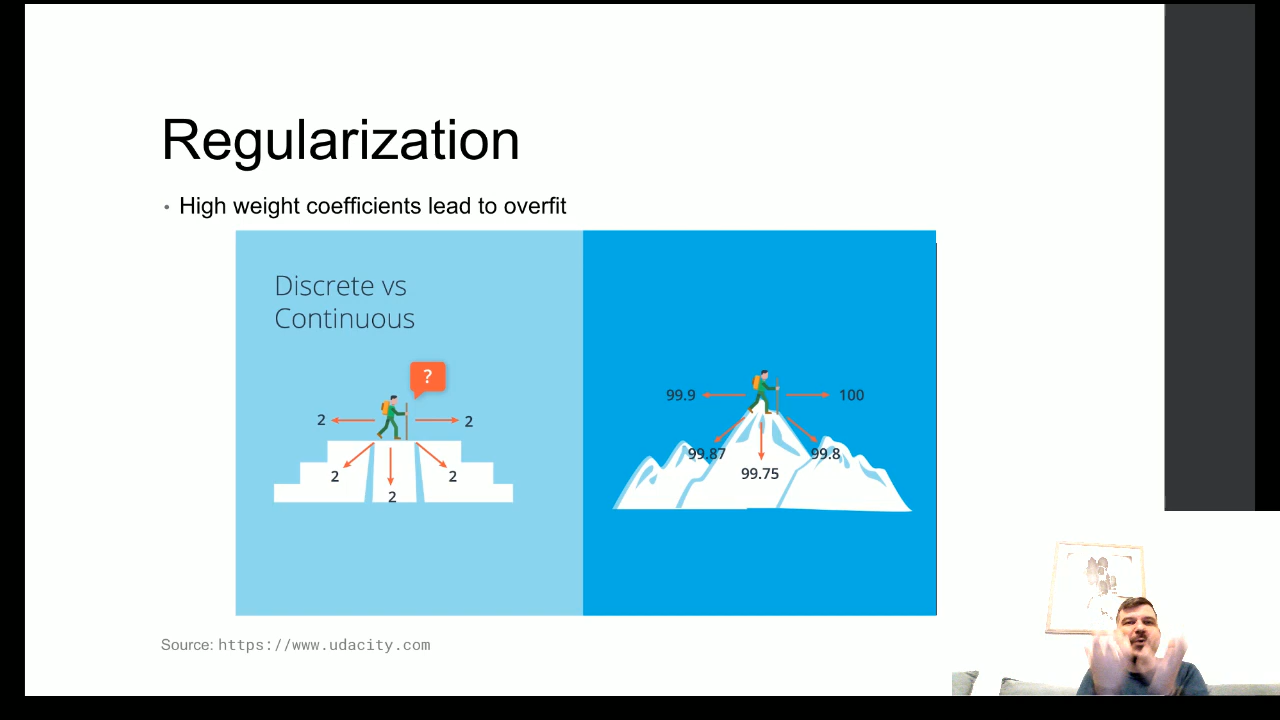 Regularization
• High weight coefficients lead to overfit
Discrete vs
Continuous
?
2
2
2
2
2
99.9
100
99.87
99.8
99.75
Source: https://www.udacity.com